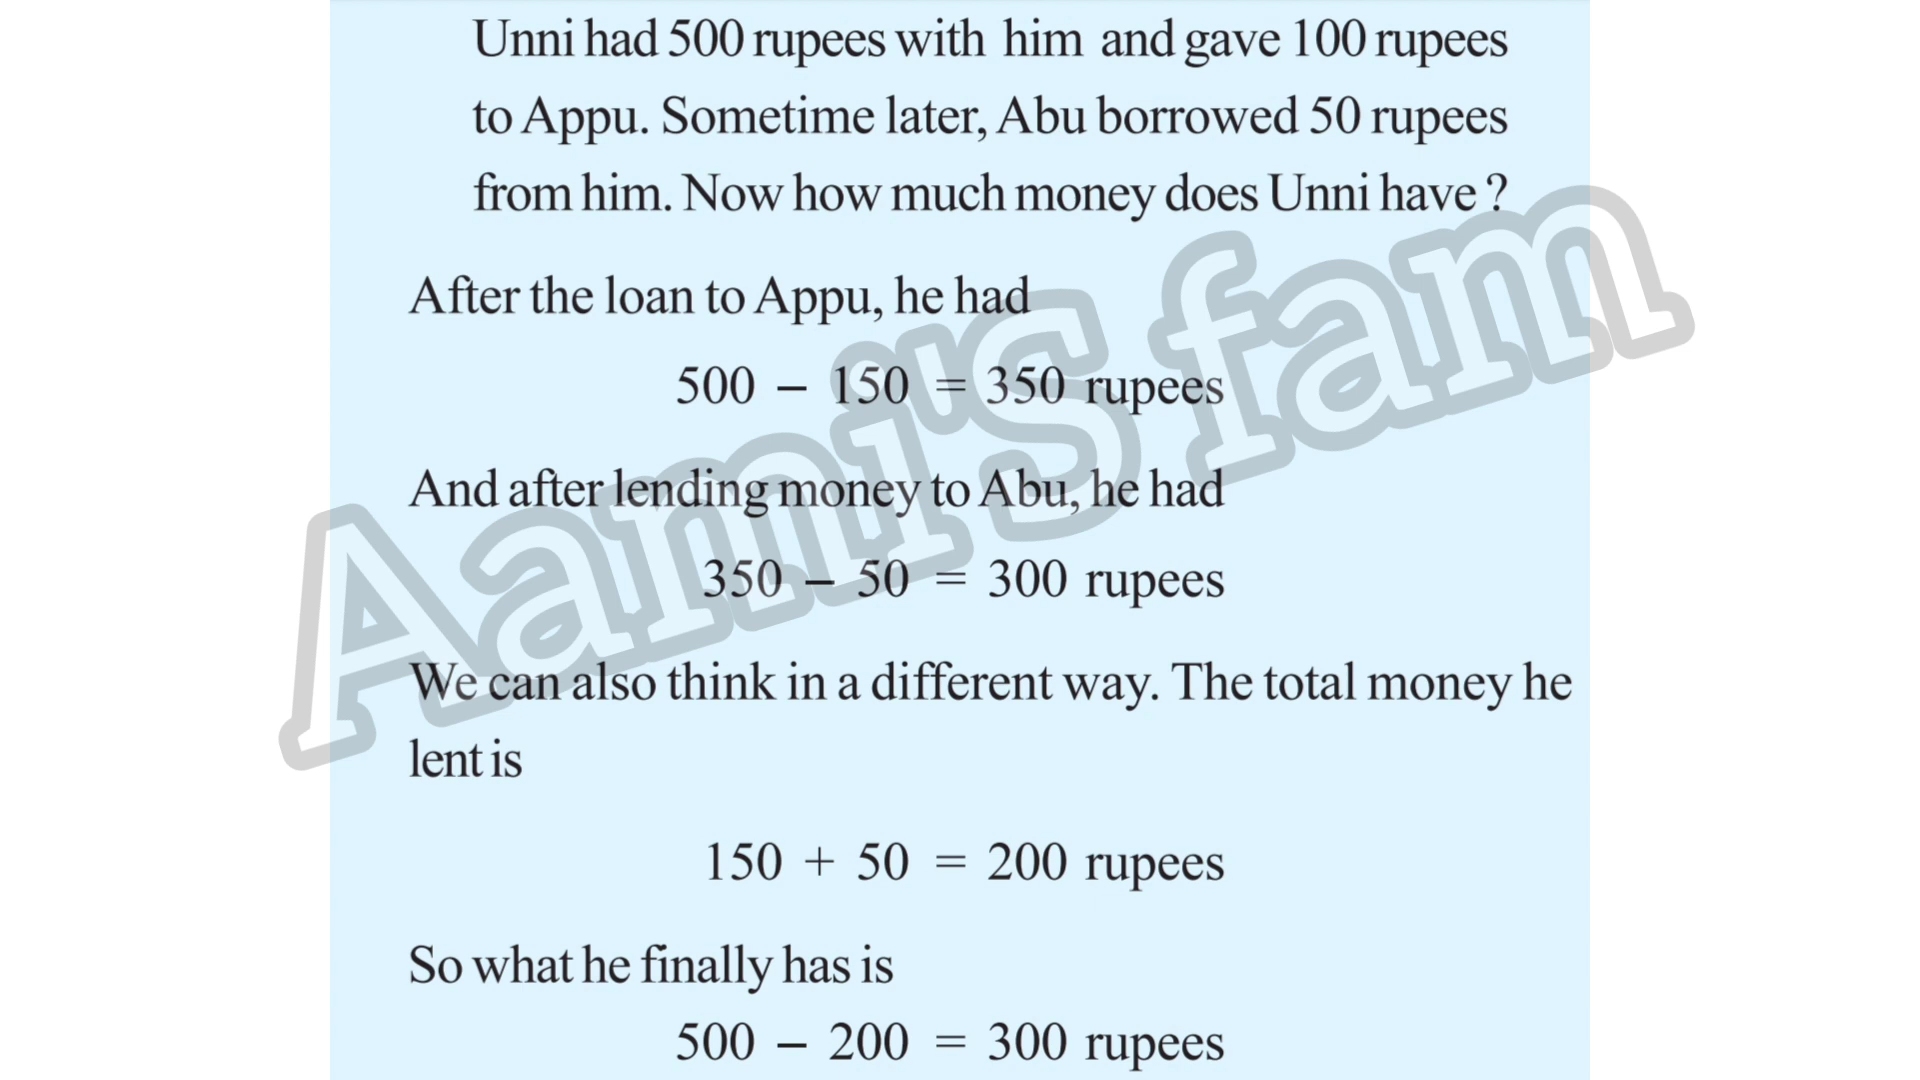 Unni had 500 rupees with him and gave 100 rupees
to Appu. Sometime later, Abu borrowed 50 rupees
from him. Now how much money does Unni have ?
After the loan to Appu, he had
500 – 150 = 350 rupees
And after lending money to Abu, he had
350 – 50 = 300 rupees
We can also think in a different way. The total money he
lent is
150 + 50 = 200 rupees
So what he finally has is
500 – 200 = 300 rupees
Aami'S fam